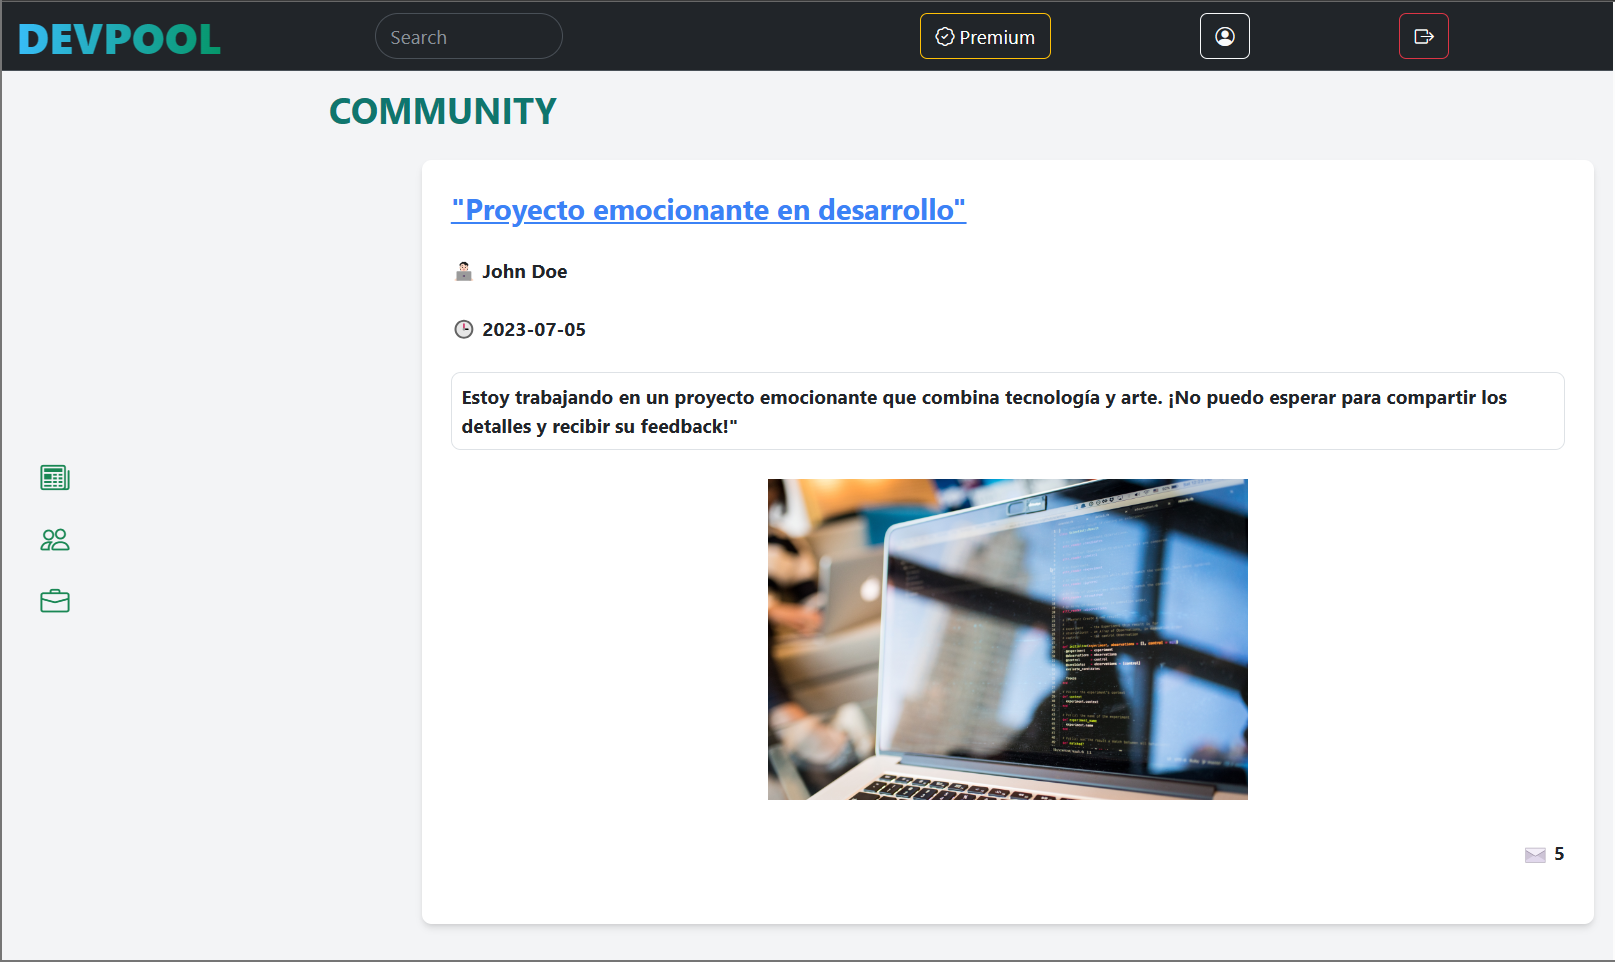 DEVPOOL
Search
Premium
COMMUNITY
"Proyecto emocionante en desarrollo"
John Doe
2023-07-05
Estoy trabajando en un proyecto emocionante que combina tecnología y arte. ¡No puedo esperar para compartir los
detalles y recibir su feedback!"
5